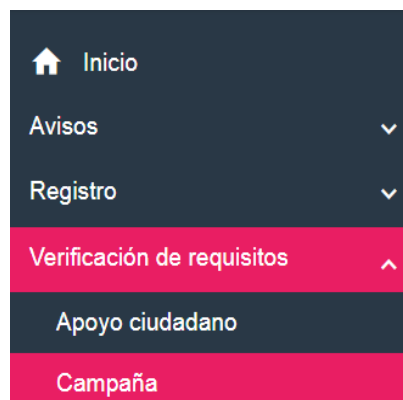 Inicio
Avisos
Registro
Verificación de requisitos
Apoyo ciudadano
Campaña